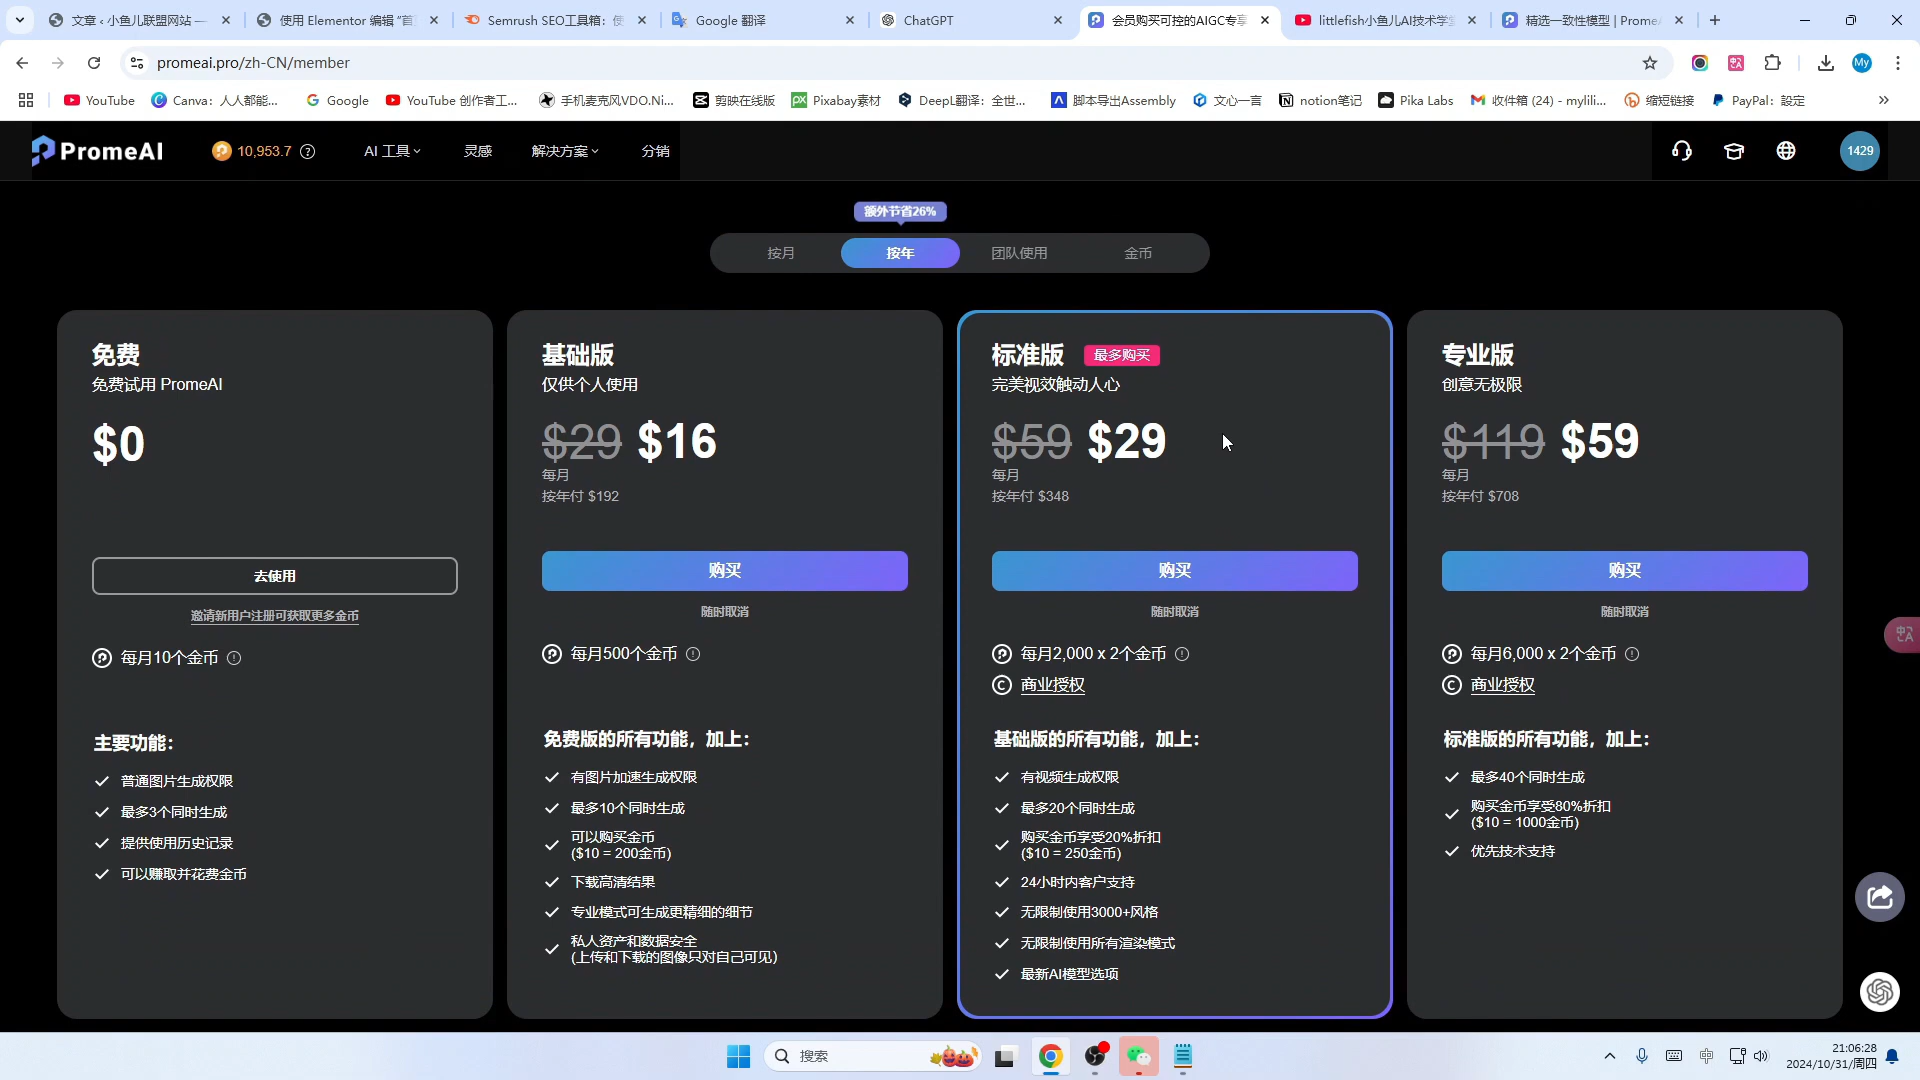 文章 ‹ 小鱼儿联盟网站 —
使用 Elementor 编辑 "首
Semrush SEO工具箱：使
Google 翻译
ChatGPT
会员购买可控的AIGC专享
littlefish小鱼儿AI技术学
精选一致性模型 | PromeA
promeai.pro/zh-CN/member
My
YouTube
Canva：人人都能...
Google
YouTube 创作者工...
手机麦克风VDO.Ni...
剪映在线版
Pixabay素材
DeepL翻译：全世...
脚本导出Assembly
文心一言
notion笔记
Pika Labs
收件箱 (24) - mylili...
缩短链接
PayPal：設定
PromeAI
10,953.7
AI 工具
灵感
解决方案
分销
1429
额外节省26%
按月
按年
团队使用
金币
免费
免费试用 PromeAI
$0
去使用
邀请新用户注册可获取更多金币
每月10个金币
主要功能：
普通图片生成权限
最多3个同时生成
提供使用历史记录
可以赚取并花费金币
基础版
仅供个人使用
$29 $16
每月
按年付 $192
购买
随时取消
每月500个金币
免费版的所有功能，加上：
有图片加速生成权限
最多10个同时生成
可以购买金币
($10 = 200金币)
下载高清结果
专业模式可生成更精细的细节
私人资产和数据安全
(上传和下载的图像只对自己可见)
标准版 最多购买
完美视效触动人心
$59 $29
每月
按年付 $348
购买
随时取消
每月2,000 x 2个金币
商业授权
基础版的所有功能，加上：
有视频生成权限
最多20个同时生成
购买金币享受20%折扣
($10 = 250金币)
24小时内客户支持
无限制使用3000+风格
无限制使用所有渲染模式
最新AI模型选项
专业版
创意无极限
$119 $59
每月
按年付 $708
购买
随时取消
每月6,000 x 2个金币
商业授权
标准版的所有功能，加上：
最多40个同时生成
购买金币享受80%折扣
($10 = 1000金币)
优先技术支持
搜索
中
21:06:28
2024/10/31/周四